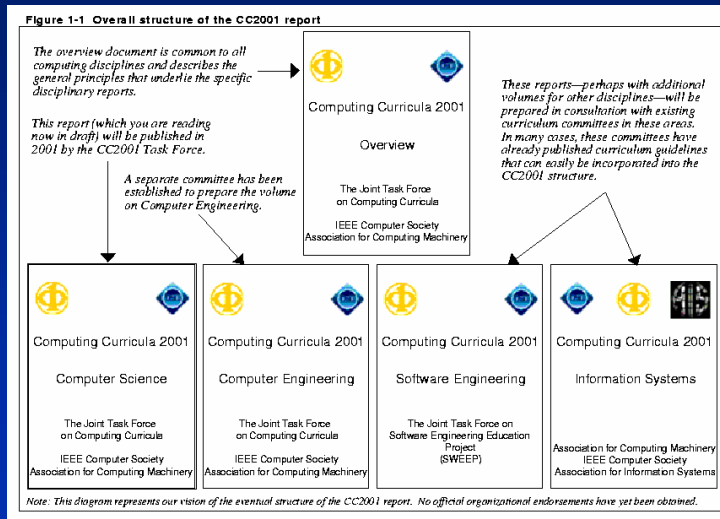 Figure 1-1 Overall structure of the CC2001 report
The overview document is common to all
computing disciplines and describes the
general principles that underlie the specific
disciplinary reports.
This report (which you are reading
now in draft) will be published in
2001 by the CC2001 Task Force.
A separate committee has been
established to prepare the volume
on Computer Engineering.
Computing Curricula 2001
Overview
The Joint Task Force
on Computing Curricula
IEEE Computer Society
Association for Computing Machinery
These reports—perhaps with additional
volumes for other disciplines—will be
prepared in consultation with existing
curriculum committees in these areas.
In many cases, these committees have
already published curriculum guidelines
that can easily be incorporated into the
CC2001 structure.
Computing Curricula 2001
Computer Science
The Joint Task Force
on Computing Curricula
IEEE Computer Society
Association for Computing Machinery
Computing Curricula 2001
Computer Engineering
The Joint Task Force
on Computing Curricula
IEEE Computer Society
Association for Computing Machinery
Computing Curricula 2001
Software Engineering
The Joint Task Force on
Software Engineering Education
Project
(SWEEP)
Computing Curricula 2001
Information Systems
Association for Computing Machinery
IEEE Computer Society
Association for Information Systems
Note: This diagram represents our vision of the eventual structure of the CC2001 report. No official organizational endorsements have yet been obtained.